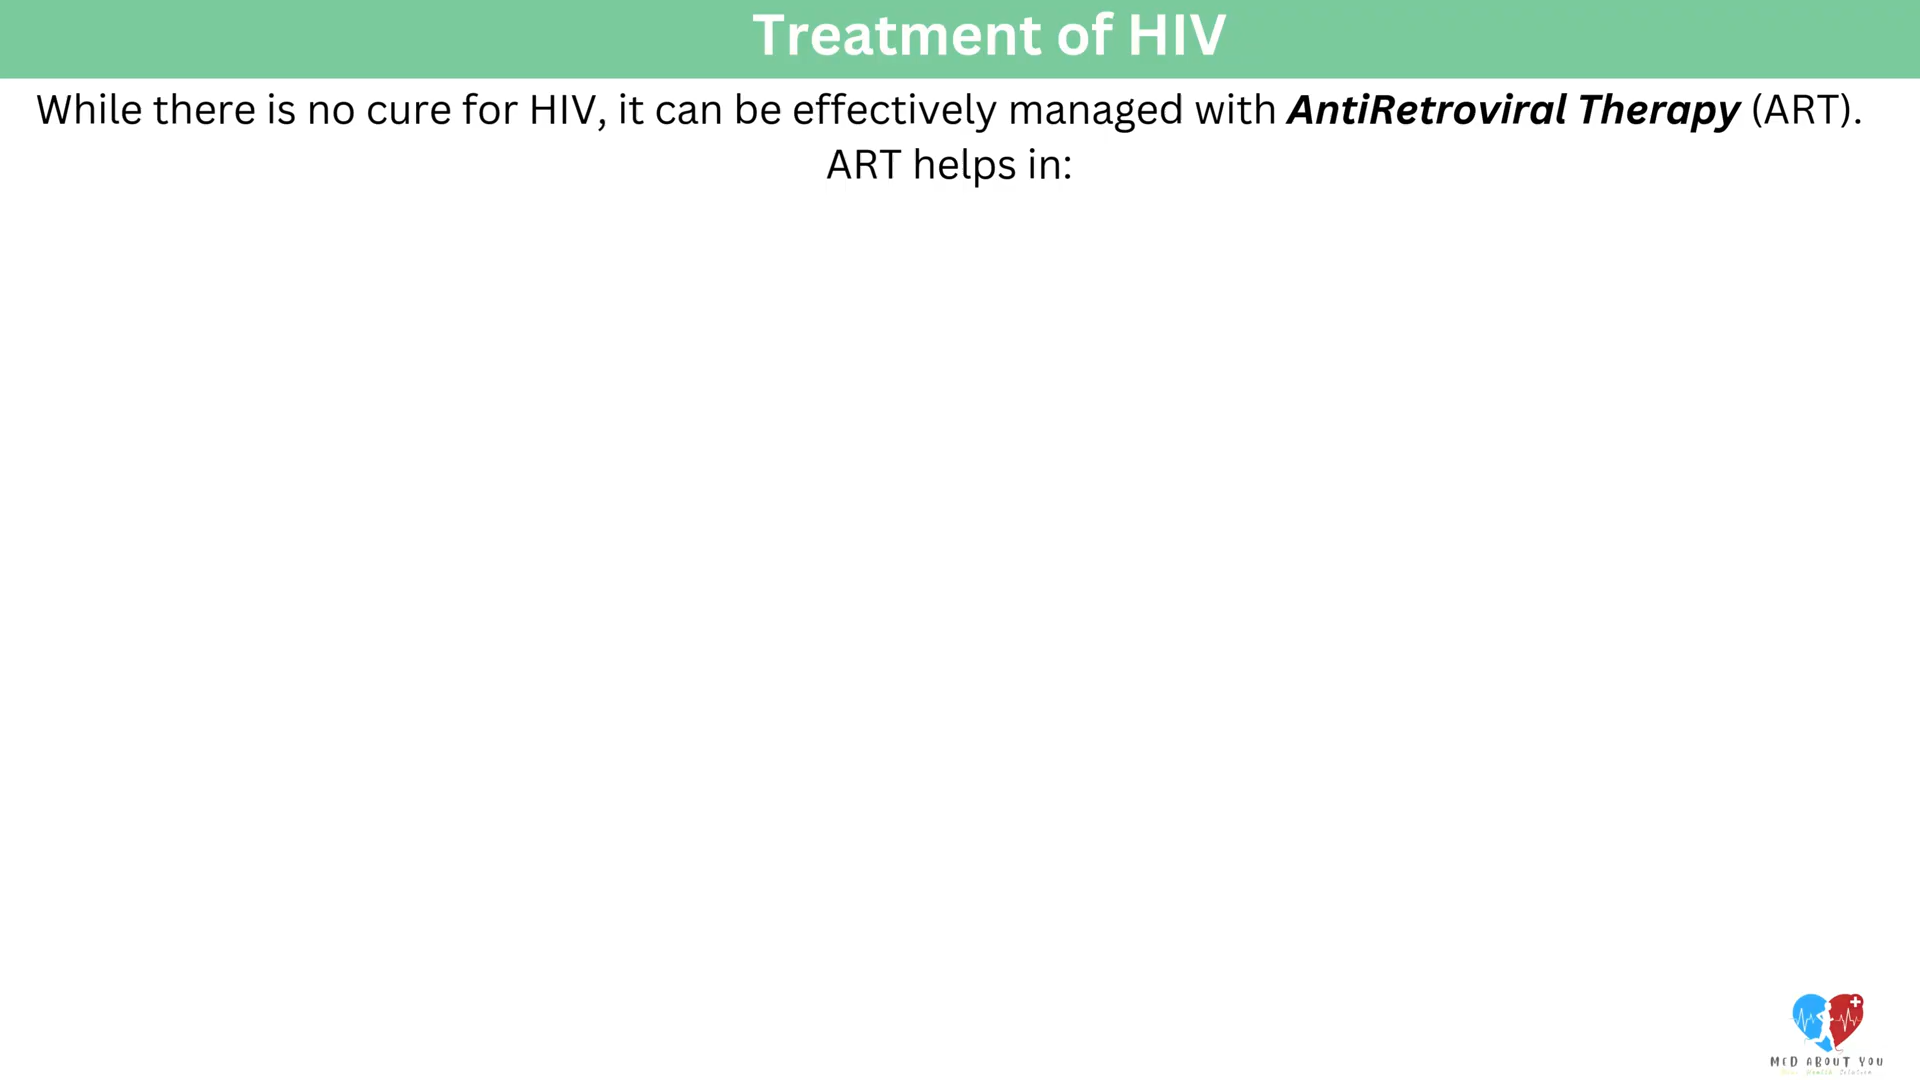 Treatment of HIV
While there is no cure for HIV, it can be effectively managed with AntiRetroviral Therapy (ART).
ART helps in:
MED ABOUT YOU